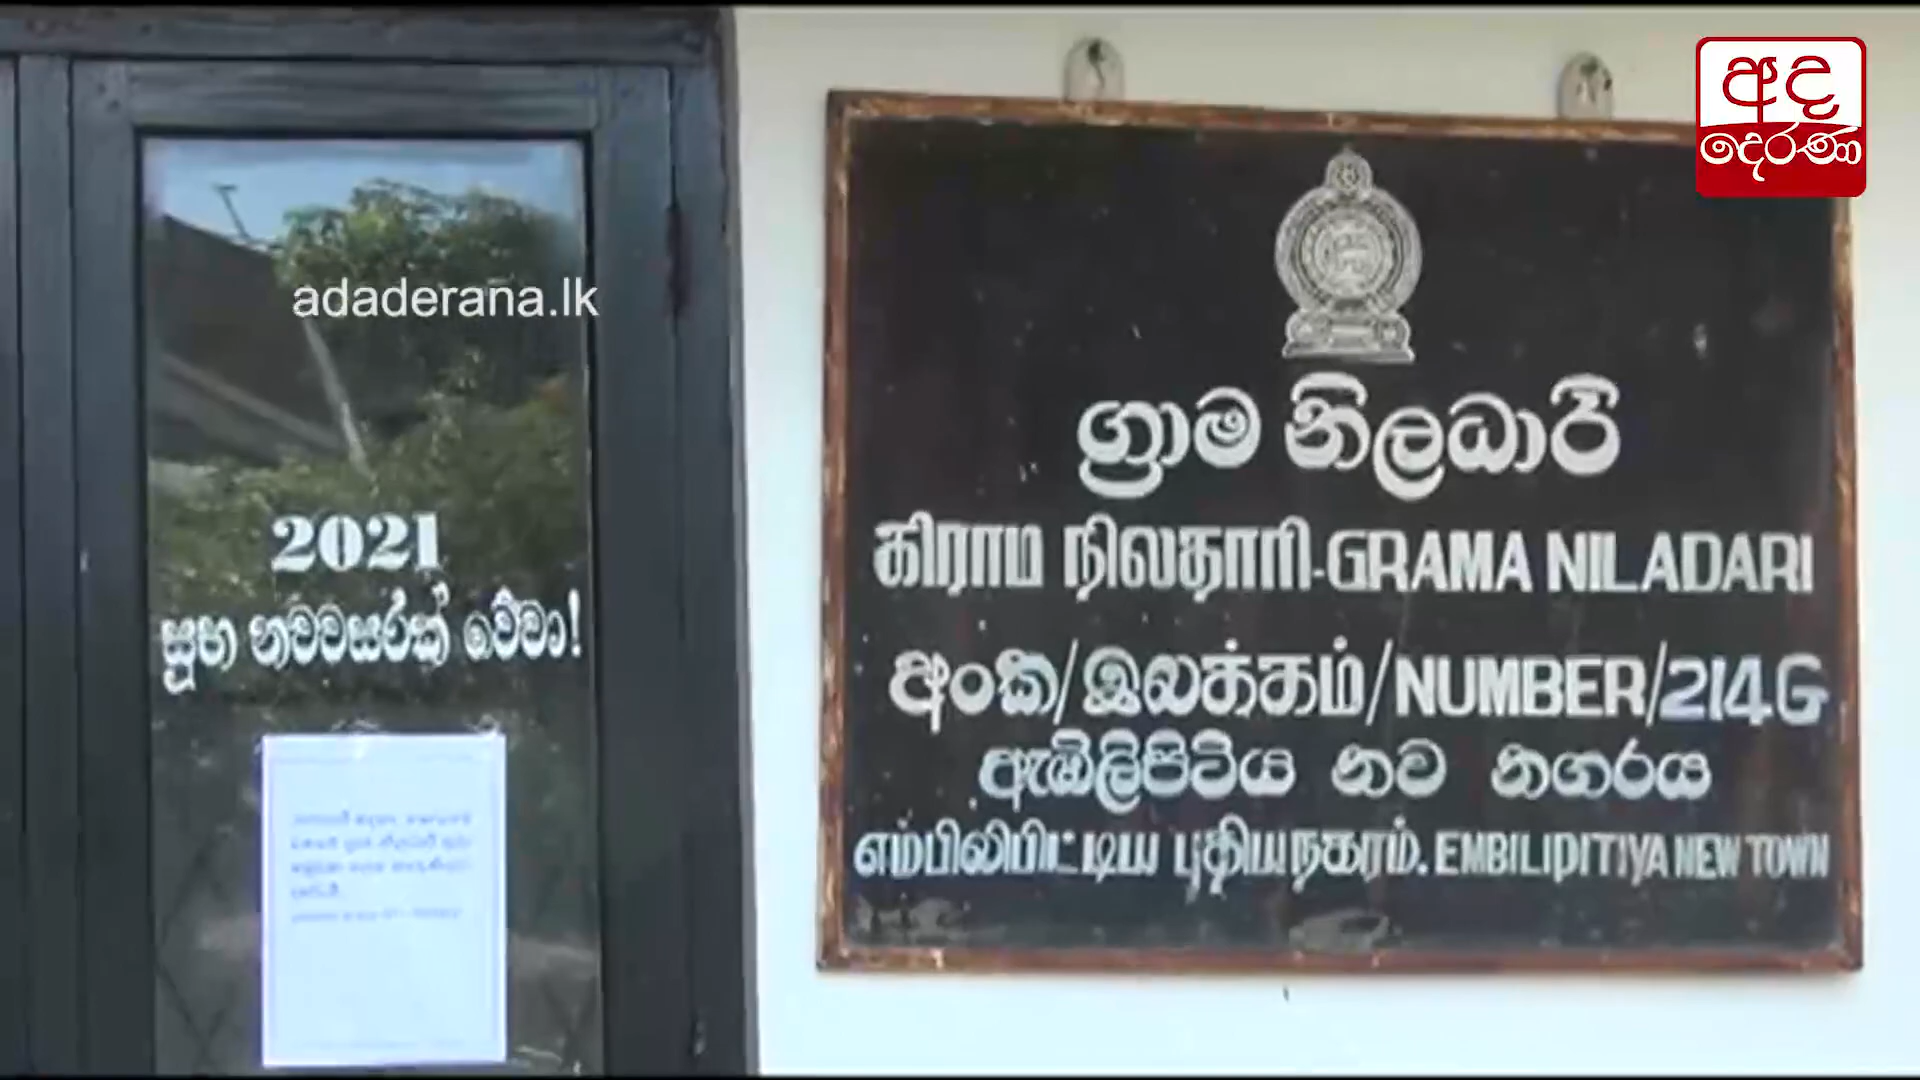 අද
දෙරණ
adaderana.lk
2021
සුභ නවවසරක් වේවා!
ග්‍රාම නිලධාරී
கிராம நிலதாரி-GRAMA NILADARI
අංක/இலக்கம்/NUMBER/214G
ඇඹිලිපිටිය නව නගරය
எம்பிலிபிட்டிய புதியநகரம். EMBILIPITIYA NEW TOWN